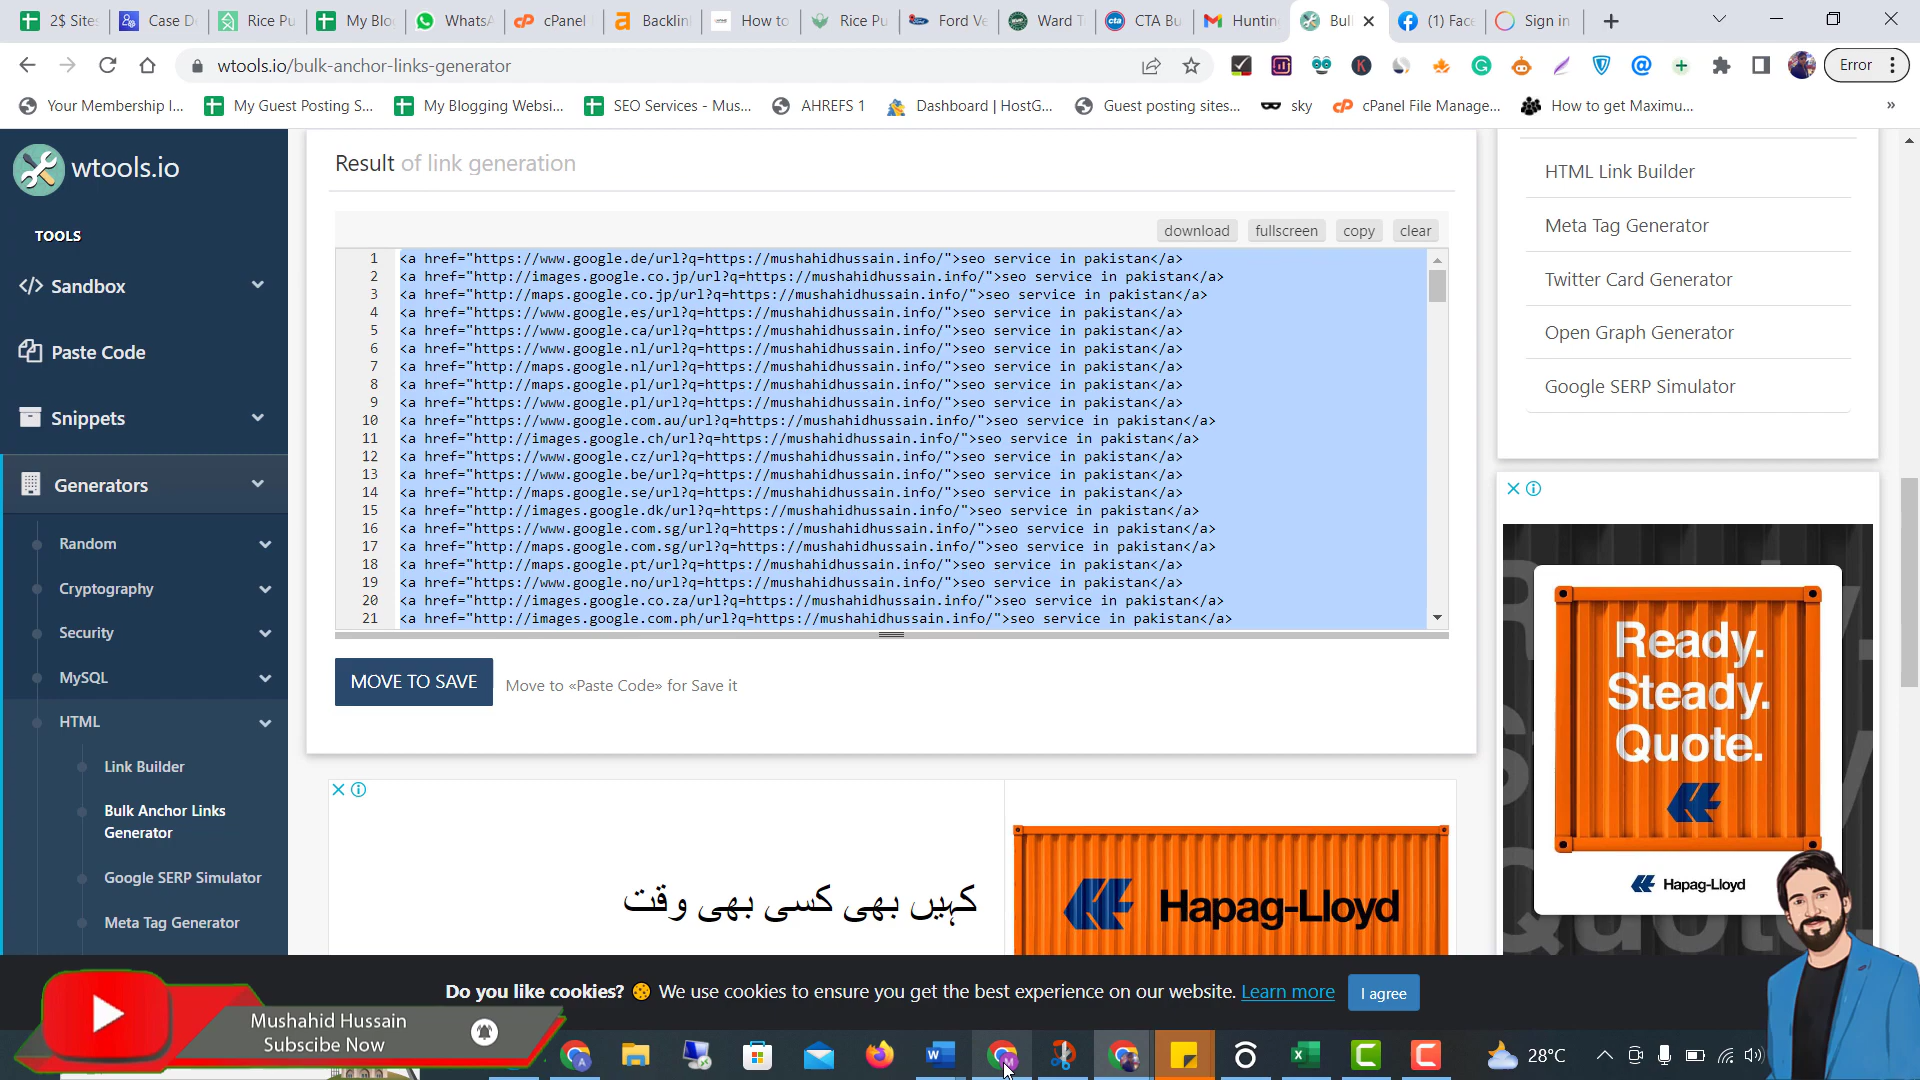 2$ Sites
Case D
Rice Pu
My Blo
WhatsA
cPanel
Backlin
How to
Rice Pu
Ford Ve
Ward T
CTA Bu
Huntin
Bul
(1) Face
Sign in
wtools.io/bulk-anchor-links-generator
Error
Your Membership I...
My Guest Posting S...
My Blogging Websi...
SEO Services - Mus...
AHREFS 1
Dashboard | HostG...
Guest posting sites...
sky
cPanel File Manage...
How to get Maximu...
»
wtools.io
TOOLS
Sandbox
Paste Code
Snippets
Generators
Random
Cryptography
Security
MySQL
HTML
Link Builder
Bulk Anchor Links
Generator
Google SERP Simulator
Meta Tag Generator
Result of link generation
download fullscreen copy clear
1 <a href="https://www.google.de/url?q=https://mushahidhussain.info/">seo service in pakistan</a>
2 <a href="http://images.google.co.jp/url?q=https://mushahidhussain.info/">seo service in pakistan</a>
3 <a href="http://maps.google.co.jp/url?q=https://mushahidhussain.info/">seo service in pakistan</a>
4 <a href="https://www.google.es/url?q=https://mushahidhussain.info/">seo service in pakistan</a>
5 <a href="https://www.google.ca/url?q=https://mushahidhussain.info/">seo service in pakistan</a>
6 <a href="https://www.google.nl/url?q=https://mushahidhussain.info/">seo service in pakistan</a>
7 <a href="http://maps.google.nl/url?q=https://mushahidhussain.info/">seo service in pakistan</a>
8 <a href="http://maps.google.pl/url?q=https://mushahidhussain.info/">seo service in pakistan</a>
9 <a href="https://www.google.pl/url?q=https://mushahidhussain.info/">seo service in pakistan</a>
10 <a href="https://www.google.com.au/url?q=https://mushahidhussain.info/">seo service in pakistan</a>
11 <a href="http://images.google.ch/url?q=https://mushahidhussain.info/">seo service in pakistan</a>
12 <a href="https://www.google.cz/url?q=https://mushahidhussain.info/">seo service in pakistan</a>
13 <a href="https://www.google.be/url?q=https://mushahidhussain.info/">seo service in pakistan</a>
14 <a href="http://maps.google.se/url?q=https://mushahidhussain.info/">seo service in pakistan</a>
15 <a href="http://images.google.dk/url?q=https://mushahidhussain.info/">seo service in pakistan</a>
16 <a href="https://www.google.com.sg/url?q=https://mushahidhussain.info/">seo service in pakistan</a>
17 <a href="http://maps.google.com.sg/url?q=https://mushahidhussain.info/">seo service in pakistan</a>
18 <a href="http://maps.google.pt/url?q=https://mushahidhussain.info/">seo service in pakistan</a>
19 <a href="https://www.google.no/url?q=https://mushahidhussain.info/">seo service in pakistan</a>
20 <a href="http://images.google.co.za/url?q=https://mushahidhussain.info/">seo service in pakistan</a>
21 <a href="http://images.google.com.ph/url?q=https://mushahidhussain.info/">seo service in pakistan</a>
MOVE TO SAVE
Move to «Paste Code» for Save it
HTML Link Builder
Meta Tag Generator
Twitter Card Generator
Open Graph Generator
Google SERP Simulator
Ready.
Steady.
Quote.
Hapag-Lloyd
کہیں بھی کسی بھی وقت
Hapag-Lloyd
Do you like cookies? We use cookies to ensure you get the best experience on our website. Learn more
I agree
Mushahid Hussain
Subscibe Now
28°C